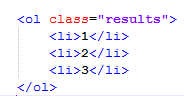 <ol class="results">
    <li>1</li>
    <li>2</li>
    <li>3</li>
</ol>